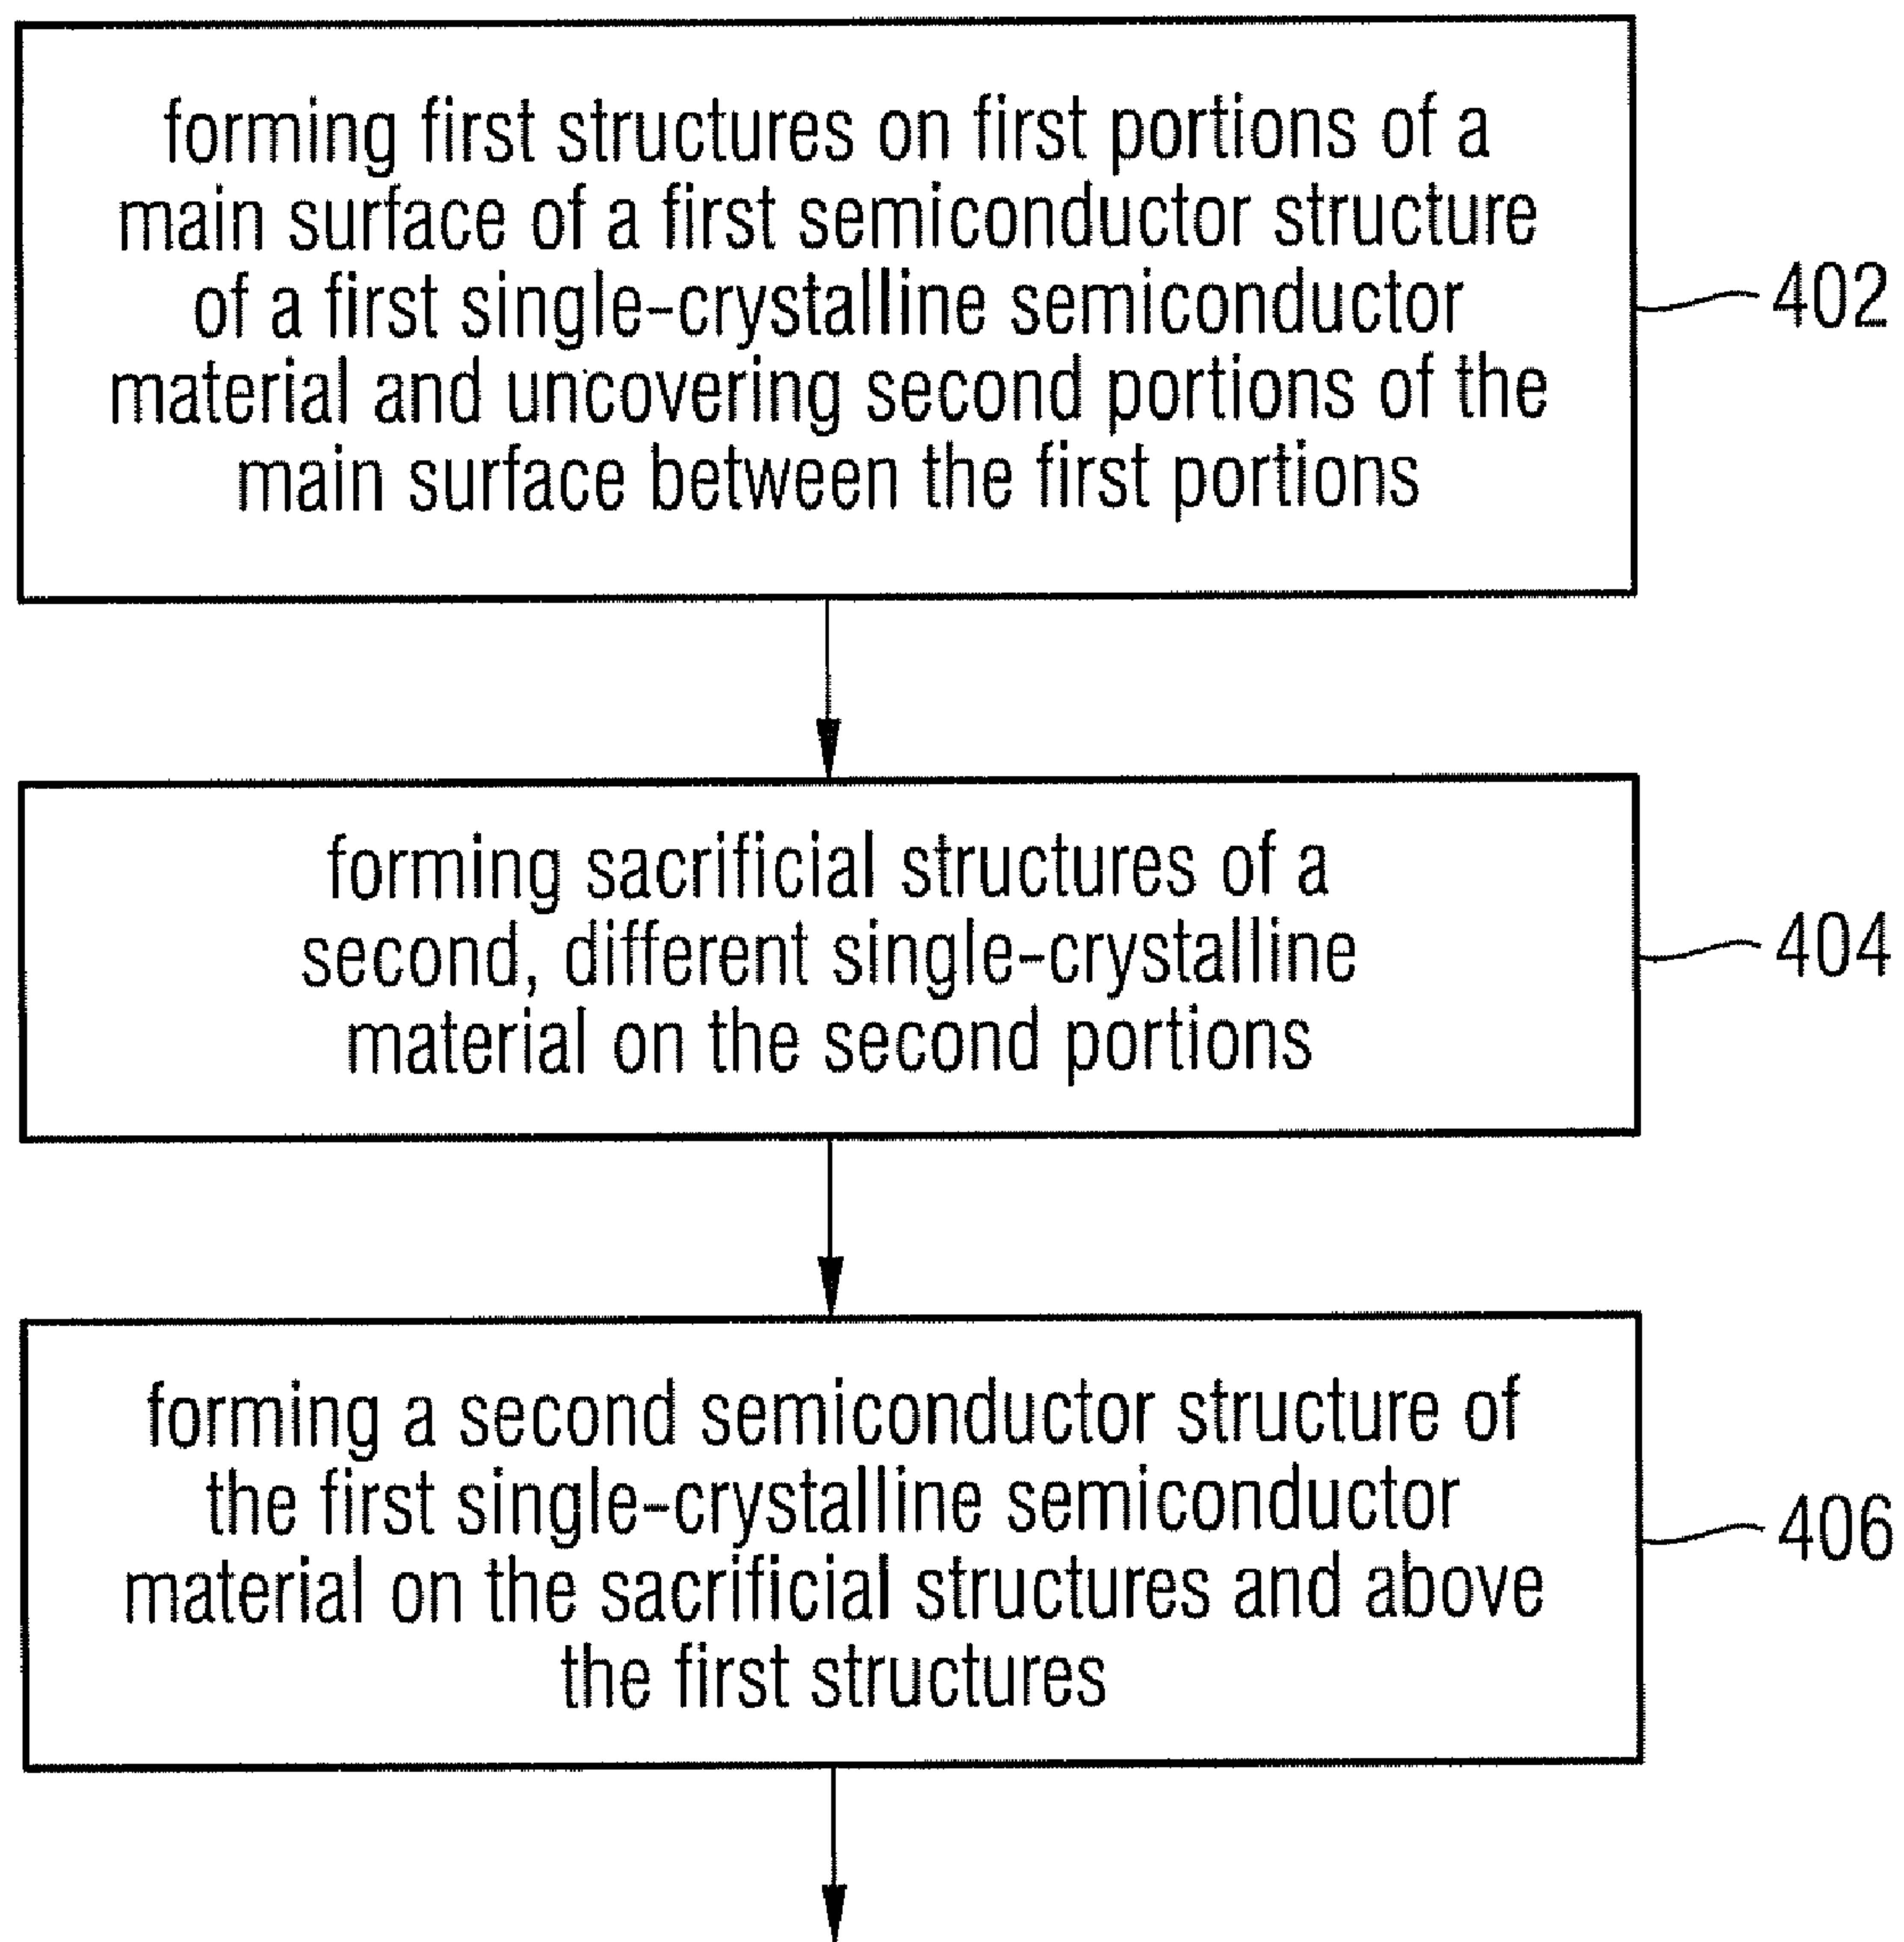 forming first structures on first portions of a
main surface of a first semiconductor structure
of a first single-crystalline semiconductor
material and uncovering second portions of the
main surface between the first portions
402
forming sacrificial structures of a
second, different single-crystalline
material on the second portions
404
forming a second semiconductor structure of
the first single-crystalline semiconductor
material on the sacrificial structures and above
the first structures
406